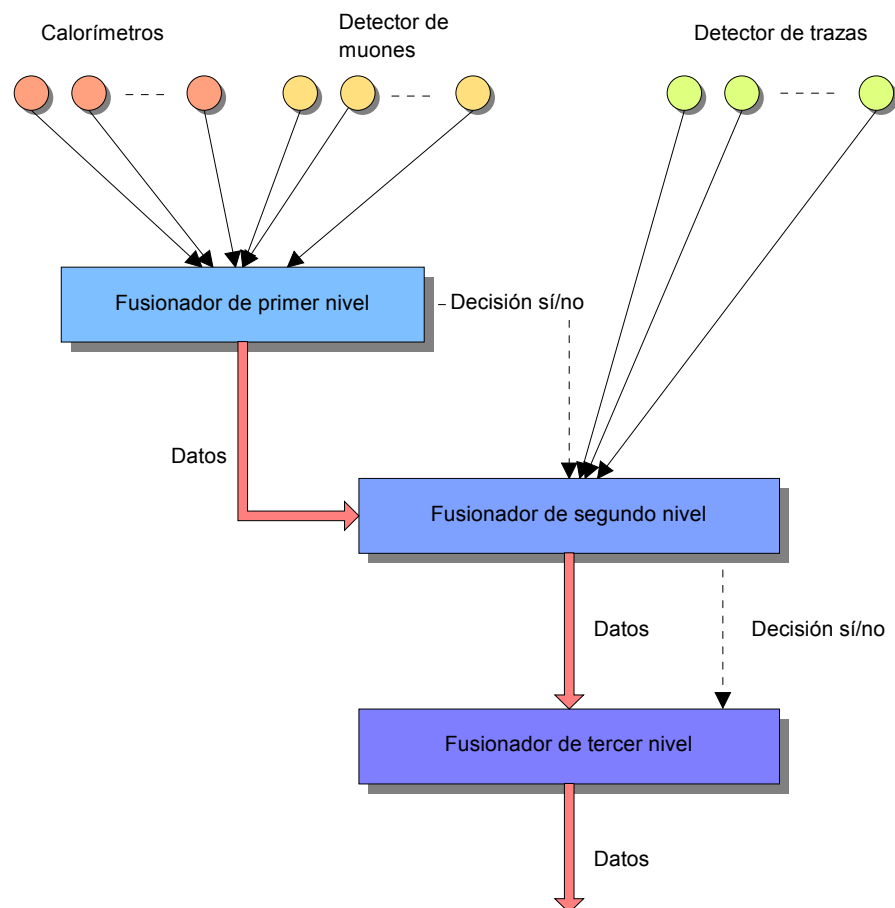 Calorímetros
Detector de
muones
Detector de trazas
Fusionador de primer nivel
Decisión sí/no
Datos
Fusionador de segundo nivel
Datos
Decisión sí/no
Fusionador de tercer nivel
Datos